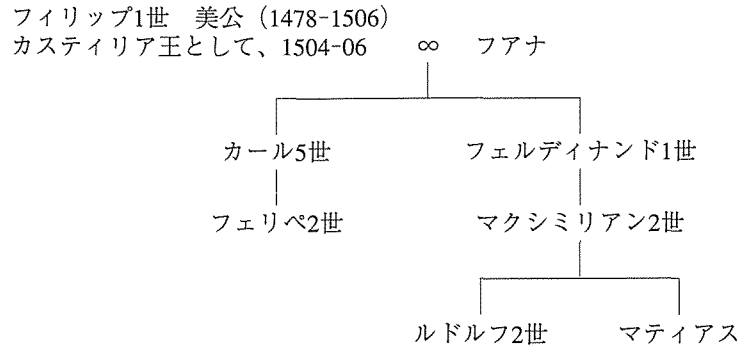 フィリップ1世　美公（1478-1506）
カスティリア王として、1504-06　∞　フアナ
カール5世　フェルディナンド1世
フェリペ2世　マクシミリアン2世
ルドルフ2世　マティアス